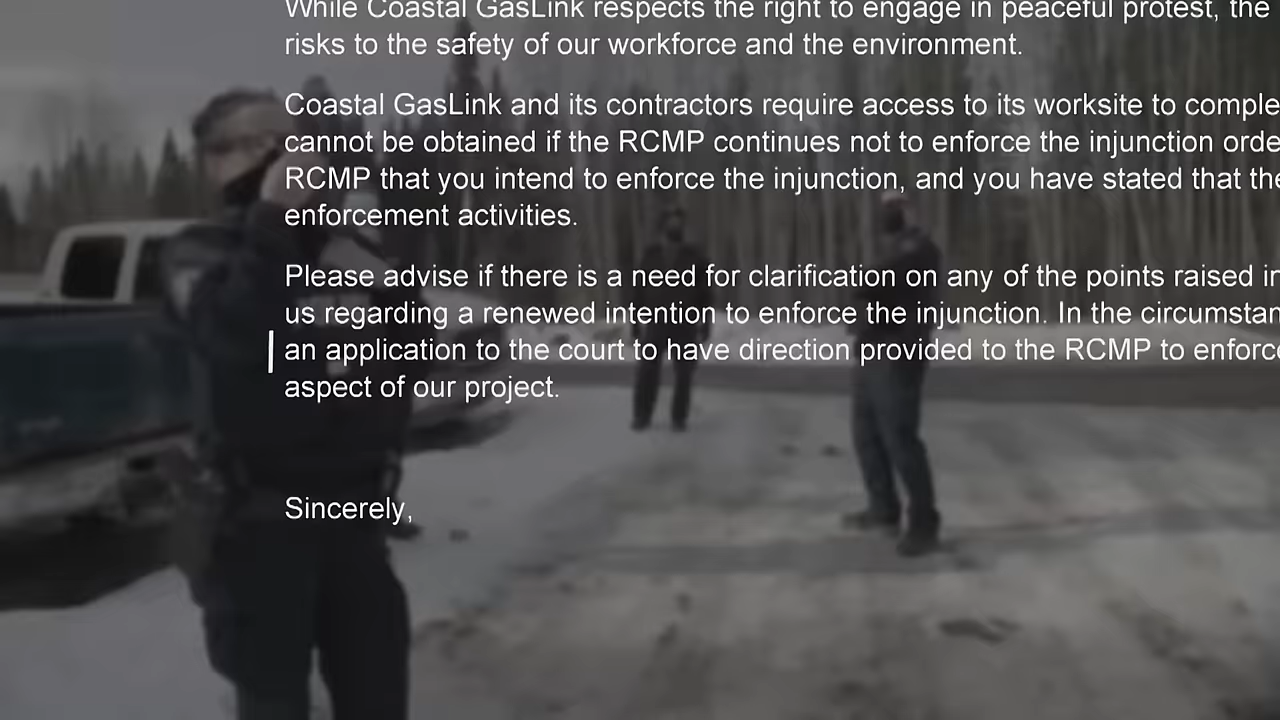 While Coastal GasLink respects the right to engage in peaceful protest, the
risks to the safety of our workforce and the environment.
Coastal GasLink and its contractors require access to its worksite to comple
cannot be obtained if the RCMP continues not to enforce the injunction orde
RCMP that you intend to enforce the injunction, and you have stated that the
enforcement activities.
Please advise if there is a need for clarification on any of the points raised in
us regarding a renewed intention to enforce the injunction. In the circumstan
an application to the court to have direction provided to the RCMP to enforce
aspect of our project.
Sincerely,